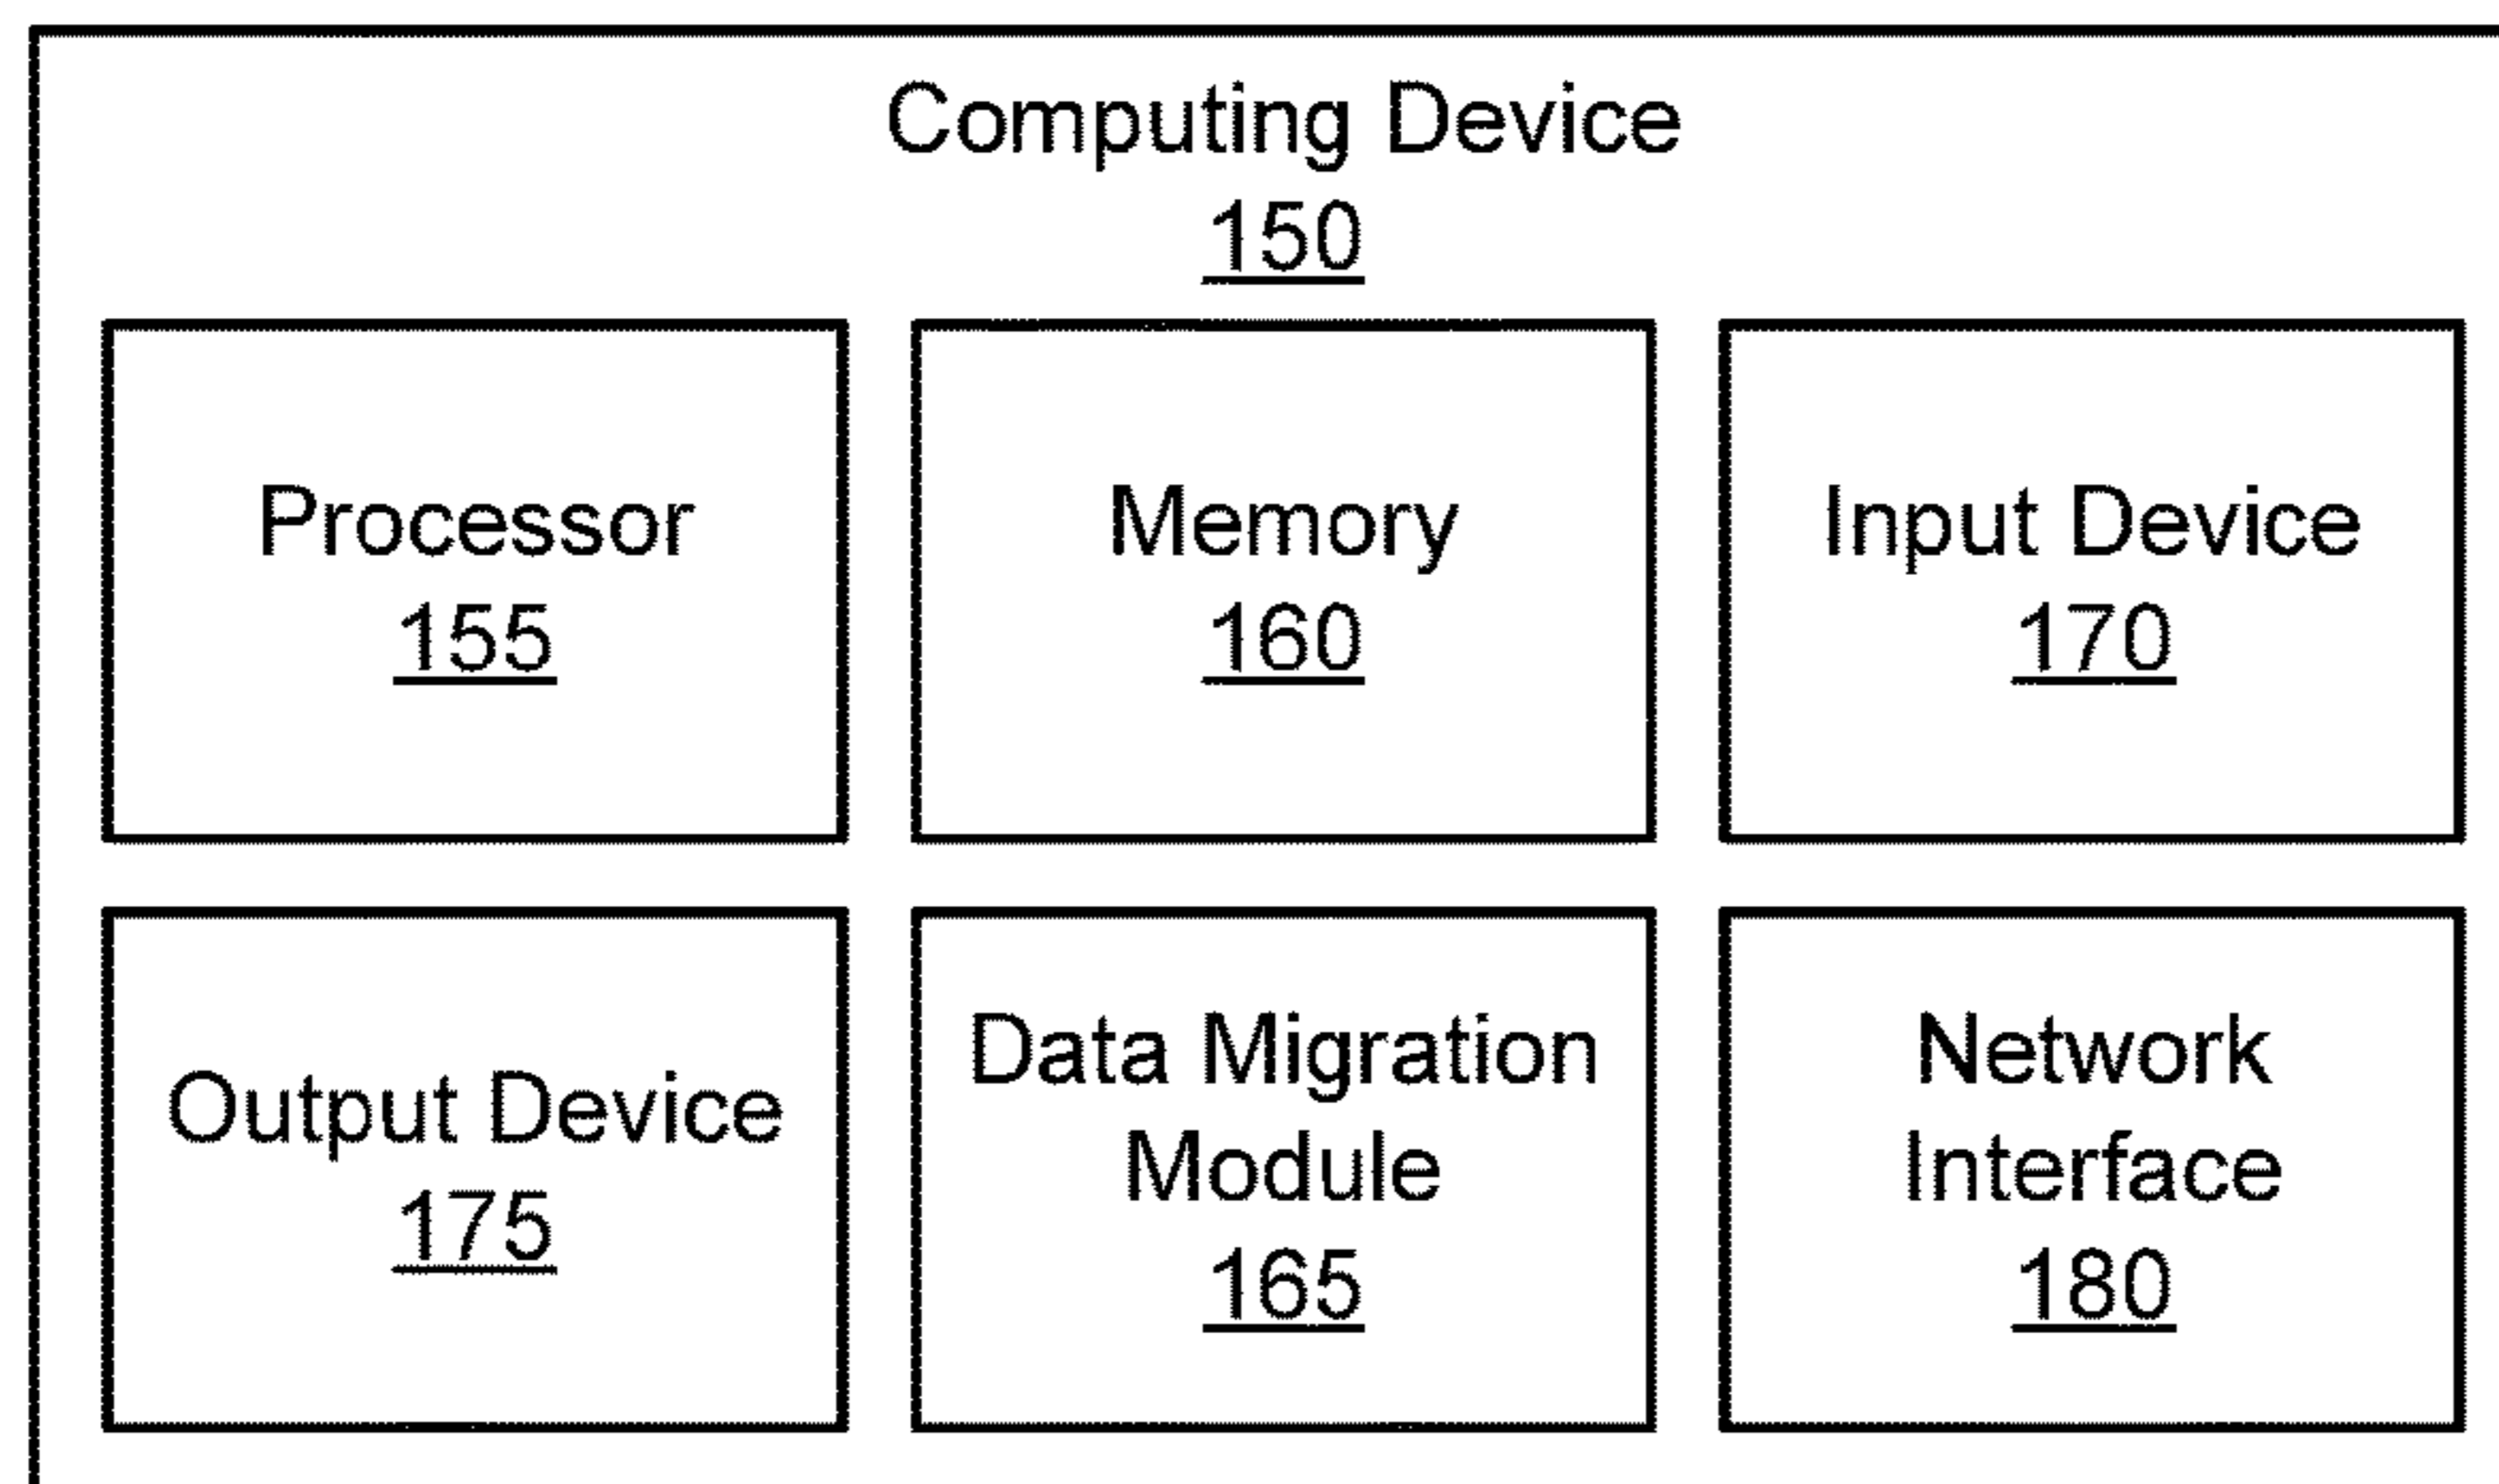 Computing Device
150
Processor
155
Memory
160
Input Device
170
Output Device
175
Data Migration
Module
165
Network
Interface
180